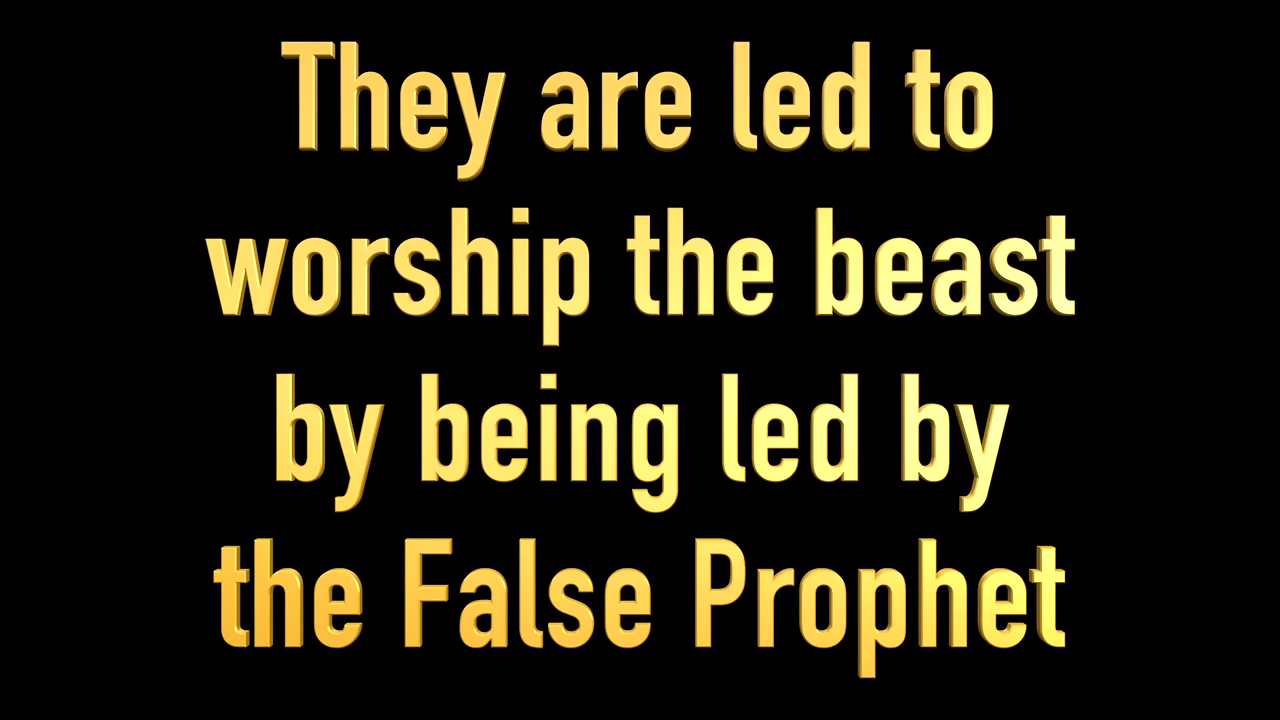 They are led to
worship the beast
by being led by
the False Prophet